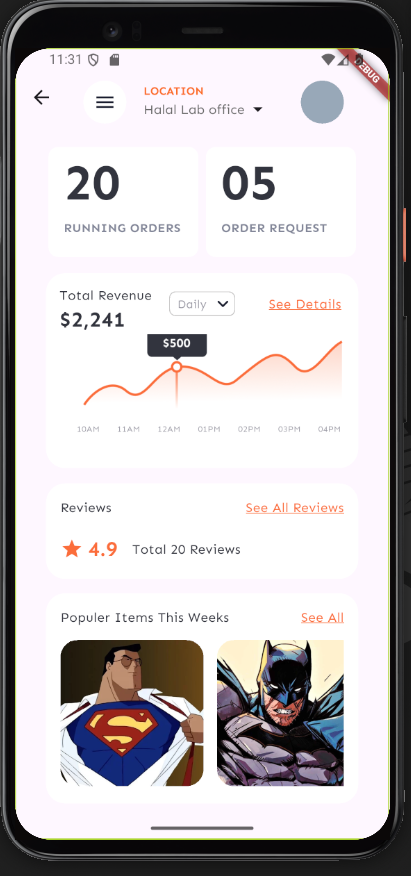 11:31
DEBUG
LOCATION
Halal Lab office
20
RUNNING ORDERS
05
ORDER REQUEST
Total Revenue
$2,241
Daily
See Details
$500
10AM 11AM 12AM 01PM 02PM 03PM 04PM
Reviews
See All Reviews
4.9 Total 20 Reviews
Populer Items This Weeks
See All
S